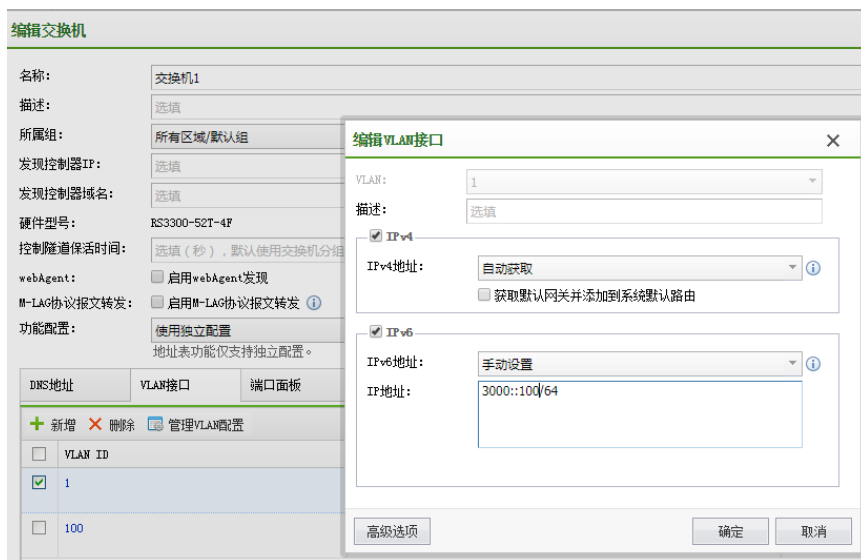 编辑交换机
名称:
交换机1
描述:
选填
所属组:
所有区域/默认组
发现控制器IP:
选填
发现控制器域名:
选填
硬件型号:
RS3300-52T-4F
控制隧道保活时间:
选填（秒），默认使用交换机分组
webAgent:
启用webAgent发现
M-LAG协议报文转发:
启用M-LAG协议报文转发
功能配置:
使用独立配置
地址表功能仅支持独立配置。
DNS地址 VLAN接口 端口面板
新增 删除 管理VLAN配置
VLAN ID
1
100
编辑VLAN接口
VLAN:
1
描述:
选填
IPv4
IPv4地址:
自动获取
获取默认网关并添加到系统默认路由
IPv6
IPv6地址:
手动设置
IP地址:
3000::100/64
高级选项 确定 取消